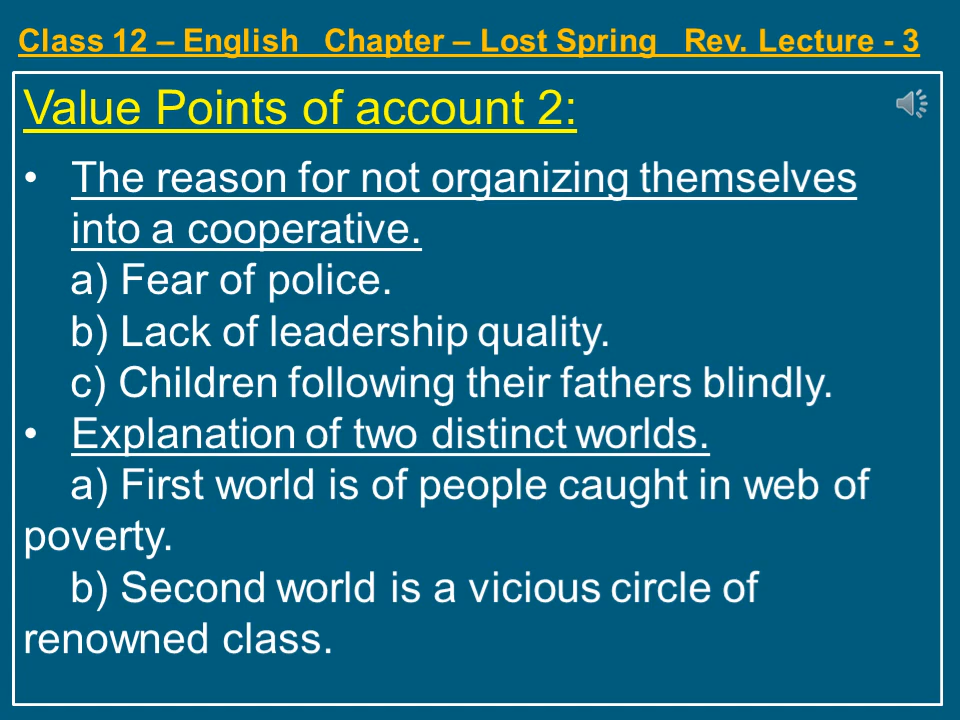 Class 12 – English   Chapter – Lost Spring   Rev. Lecture - 3
Value Points of account 2:
• The reason for not organizing themselves
into a cooperative.
a) Fear of police.
b) Lack of leadership quality.
c) Children following their fathers blindly.
• Explanation of two distinct worlds.
a) First world is of people caught in web of
poverty.
b) Second world is a vicious circle of
renowned class.